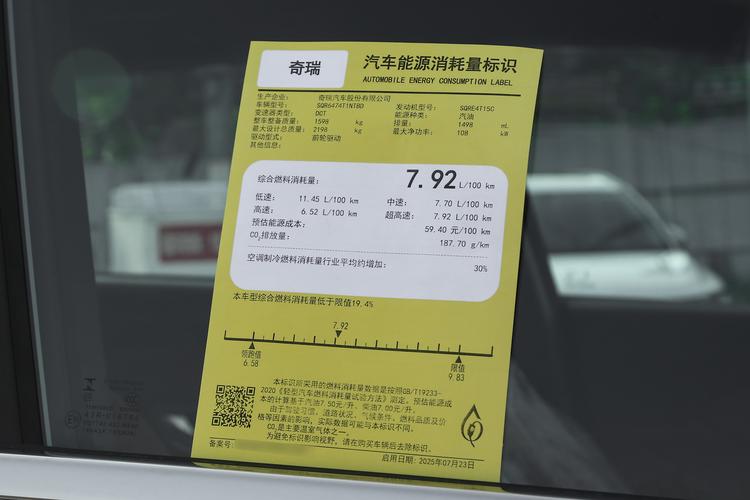 奇瑞
汽车能源消耗量标识
AUTOMOBILE ENERGY CONSUMPTION LABEL
生产企业: 奇瑞汽车股份有限公司
车辆型号: SQR6474T1NT8D 发动机型号: SQRE4T15C
变速器类型: DCT 能源种类: 汽油
整车整备质量: 1598 kg 排量: 1498 mL
最大设计总质量: 2198 kg 最大净功率: 108 kW
驱动型式: 前轮驱动
其他信息:
综合燃料消耗量: 7.92 L/100 km
低速: 11.45 L/100 km 中速: 7.70 L/100 km
高速: 6.52 L/100 km 超高速: 7.92 L/100 km
预估能源成本: 59.40 元/100 km
CO₂排放量: 187.70 g/km
空调制冷燃料消耗量行业平均约增加: 30%
本车型综合燃料消耗量低于限值19.4%
7.92
领跑值 限值
6.58 9.83
本标识所采用的燃料消耗量数据是按照GB/T19233-
2020《轻型汽车燃料消耗量试验方法》测定。预估能源成
本的计算基于汽油7.50元/升、柴油7.00元/升。
由于驾驶习惯、道路状况、气候条件、燃料品质及价
格等因素的影响，实际数据可能与本标识不同。
CO₂是主要温室气体之一。
为避免标识影响视野，请在购买车辆后去除标识。
备案号:
启用日期: 2025年07月23日